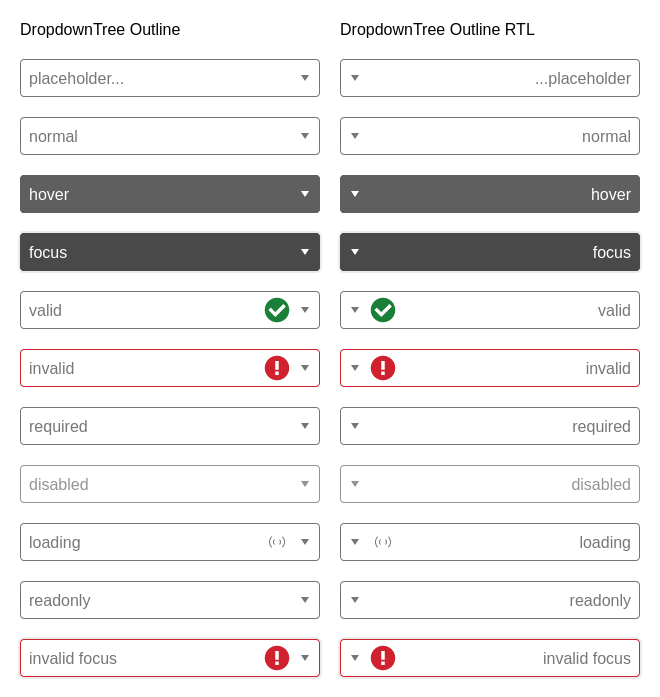 DropdownTree Outline
DropdownTree Outline RTL
placeholder...
...placeholder
normal
normal
hover
hover
focus
focus
valid
valid
invalid
invalid
required
required
disabled
disabled
loading
loading
readonly
readonly
invalid focus
invalid focus